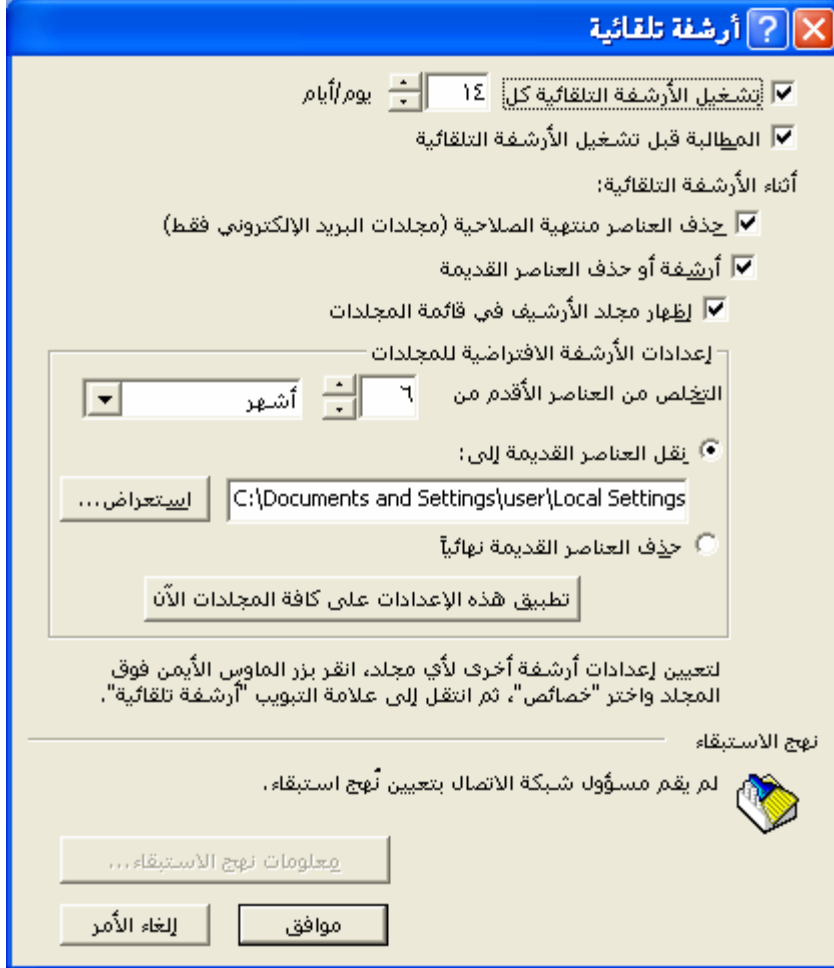 أرشفة تلقائية
تشغيل الأرشفة التلقائية كل ١٤ يوم/أيام
المطالبة قبل تشغيل الأرشفة التلقائية
أثناء الأرشفة التلقائية:
حذف العناصر منتهية الصلاحية (مجلدات البريد الإلكتروني فقط)
أرشفة أو حذف العناصر القديمة
إظهار مجلد الأرشيف في قائمة المجلدات
إعدادات الأرشفة الافتراضية للمجلدات
التخلص من العناصر الأقدم من ٦ أشهر
نقل العناصر القديمة إلى:
C:\Documents and Settings\user\Local Settings استعراض...
حذف العناصر القديمة نهائياً
تطبيق هذه الإعدادات على كافة المجلدات الآن
لتعيين إعدادات أرشفة أخرى لأي مجلد، انقر بزر الماوس الأيمن فوق
المجلد واختر "خصائص"، ثم انتقل إلى علامة التبويب "أرشفة تلقائية".
نهج الاستبقاء
لم يقم مسؤول شبكة الاتصال بتعيين نُهج استبقاء.
معلومات نهج الاستبقاء...
موافق إلغاء الأمر